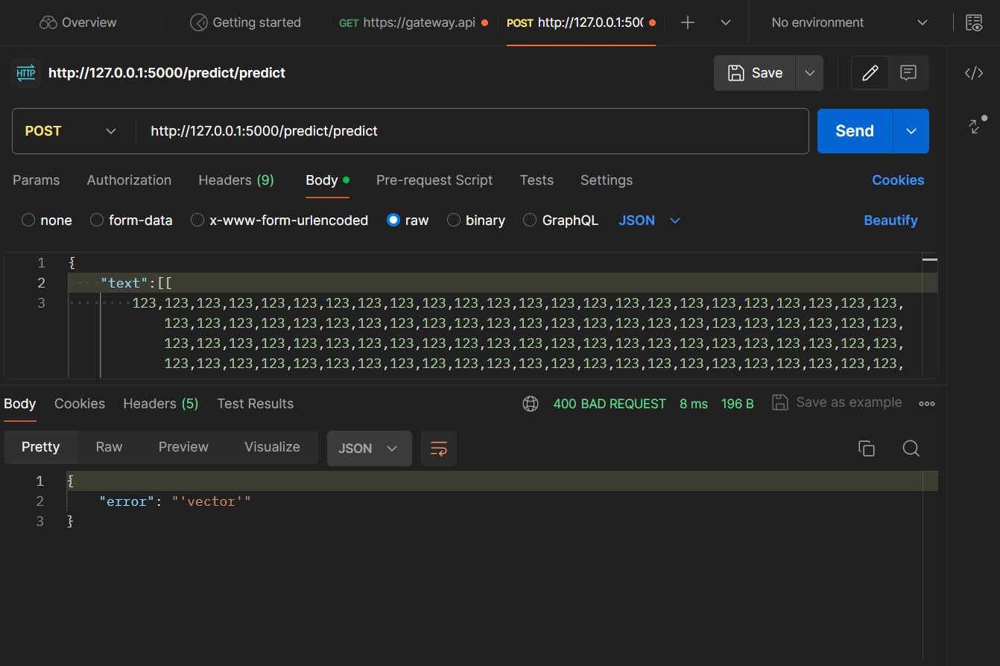 Overview Getting started GET https://gateway.api POST http://127.0.0.1:500 No environment
HTTP http://127.0.0.1:5000/predict/predict Save
POST http://127.0.0.1:5000/predict/predict Send
Params Authorization Headers (9) Body Pre-request Script Tests Settings Cookies
none form-data x-www-form-urlencoded raw binary GraphQL JSON Beautify
1 {
2 "text":[[
3 123,123,123,123,123,123,123,123,123,123,123,123,123,123,123,123,123,123,123,123,123,123,123,123,
123,123,123,123,123,123,123,123,123,123,123,123,123,123,123,123,123,123,123,123,123,123,123,
123,123,123,123,123,123,123,123,123,123,123,123,123,123,123,123,123,123,123,123,123,123,123,
123,123,123,123,123,123,123,123,123,123,123,123,123,123,123,123,123,123,123,123,123,123,123,
Body Cookies Headers (5) Test Results 400 BAD REQUEST 8 ms 196 B Save as example
Pretty Raw Preview Visualize JSON
1 {
2 "error": "'vector'"
3 }